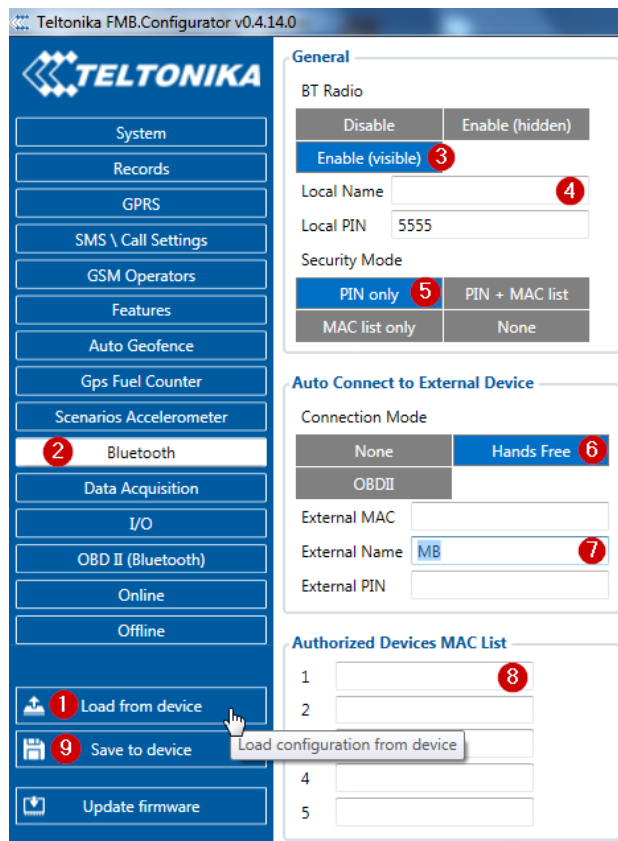 Teltonika FMB.Configurator v0.4.14.0
TELTONIKA
System
Records
GPRS
SMS \ Call Settings
GSM Operators
Features
Auto Geofence
Gps Fuel Counter
Scenarios Accelerometer
2 Bluetooth
Data Acquisition
I/O
OBD II (Bluetooth)
Online
Offline
1 Load from device
9 Save to device
Load configuration from device
Update firmware
General
BT Radio
Disable Enable (hidden)
Enable (visible) 3
Local Name 4
Local PIN 5555
Security Mode
PIN only 5 PIN + MAC list
MAC list only None
Auto Connect to External Device
Connection Mode
None Hands Free 6
OBDII
External MAC
External Name MB 7
External PIN
Authorized Devices MAC List
1 8
2
4
5